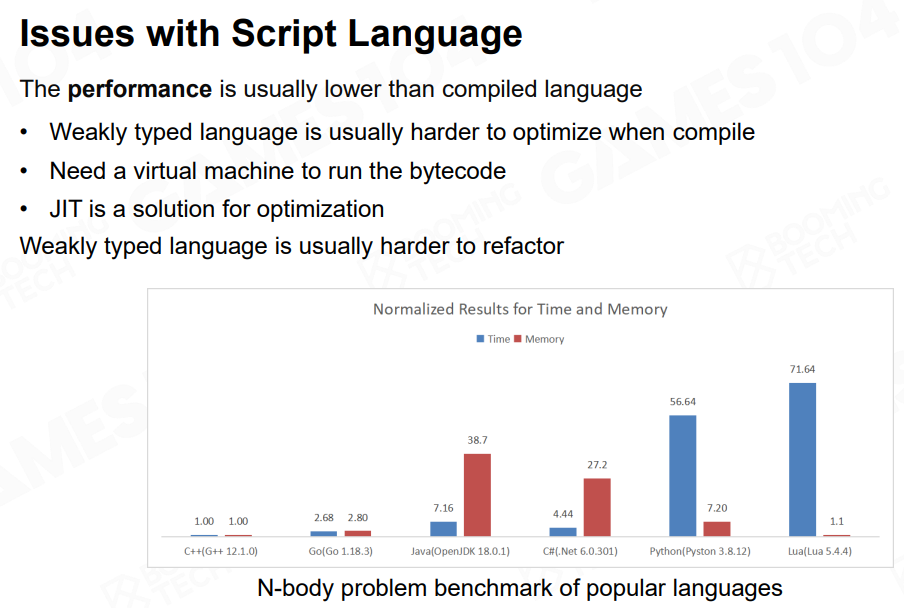 Issues with Script Language
The performance is usually lower than compiled language
• Weakly typed language is usually harder to optimize when compile
• Need a virtual machine to run the bytecode
• JIT is a solution for optimization
Weakly typed language is usually harder to refactor
Normalized Results for Time and Memory
Time Memory
71.64
56.64
38.7
27.2
7.16
4.44
7.20
2.68 2.80
1.00 1.00
1.1
C++(G++ 12.1.0) Go(Go 1.18.3) Java(OpenJDK 18.0.1) C#(.Net 6.0.301) Python(Pyston 3.8.12) Lua(Lua 5.4.4)
N-body problem benchmark of popular languages
GAMES104
BOOMING
TECH